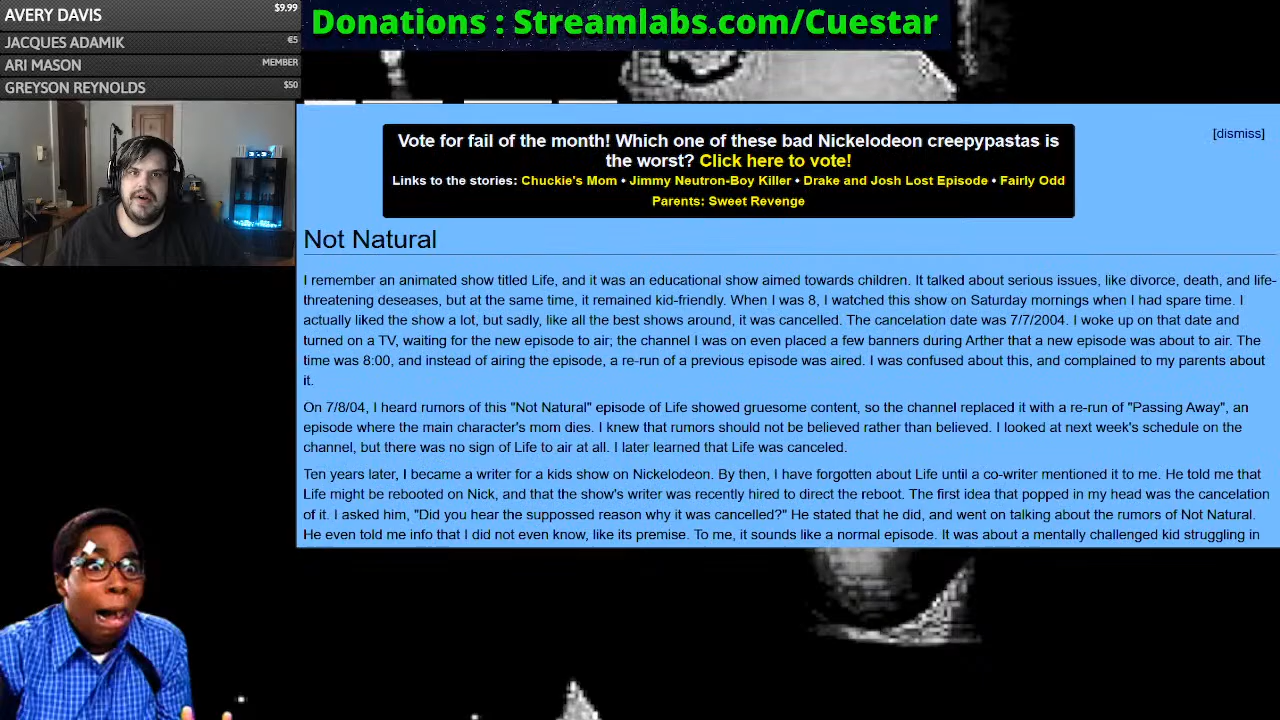 AVERY DAVIS $9.99
JACQUES ADAMIK €5
ARI MASON MEMBER
GREYSON REYNOLDS $50
Donations : Streamlabs.com/Cuestar
Vote for fail of the month! Which one of these bad Nickelodeon creepypastas is
the worst? Click here to vote!
[dismiss]
Links to the stories: Chuckie's Mom • Jimmy Neutron-Boy Killer • Drake and Josh Lost Episode • Fairly Odd
Parents: Sweet Revenge
Not Natural
I remember an animated show titled Life, and it was an educational show aimed towards children. It talked about serious issues, like divorce, death, and life-
threatening deseases, but at the same time, it remained kid-friendly. When I was 8, I watched this show on Saturday mornings when I had spare time. I
actually liked the show a lot, but sadly, like all the best shows around, it was cancelled. The cancelation date was 7/7/2004. I woke up on that date and
turned on a TV, waiting for the new episode to air; the channel I was on even placed a few banners during Arther that a new episode was about to air. The
time was 8:00, and instead of airing the episode, a re-run of a previous episode was aired. I was confused about this, and complained to my parents about
it.
On 7/8/04, I heard rumors of this "Not Natural" episode of Life showed gruesome content, so the channel replaced it with a re-run of "Passing Away", an
episode where the main character's mom dies. I knew that rumors should not be believed rather than believed. I looked at next week's schedule on the
channel, but there was no sign of Life to air at all. I later learned that Life was canceled.
Ten years later, I became a writer for a kids show on Nickelodeon. By then, I have forgotten about Life until a co-writer mentioned it to me. He told me that
Life might be rebooted on Nick, and that the show's writer was recently hired to direct the reboot. The first idea that popped in my head was the cancelation
of it. I asked him, "Did you hear the suppossed reason why it was cancelled?" He stated that he did, and went on talking about the rumors of Not Natural.
He even told me info that I did not even know, like its premise. To me, it sounds like a normal episode. It was about a mentally challenged kid struggling in